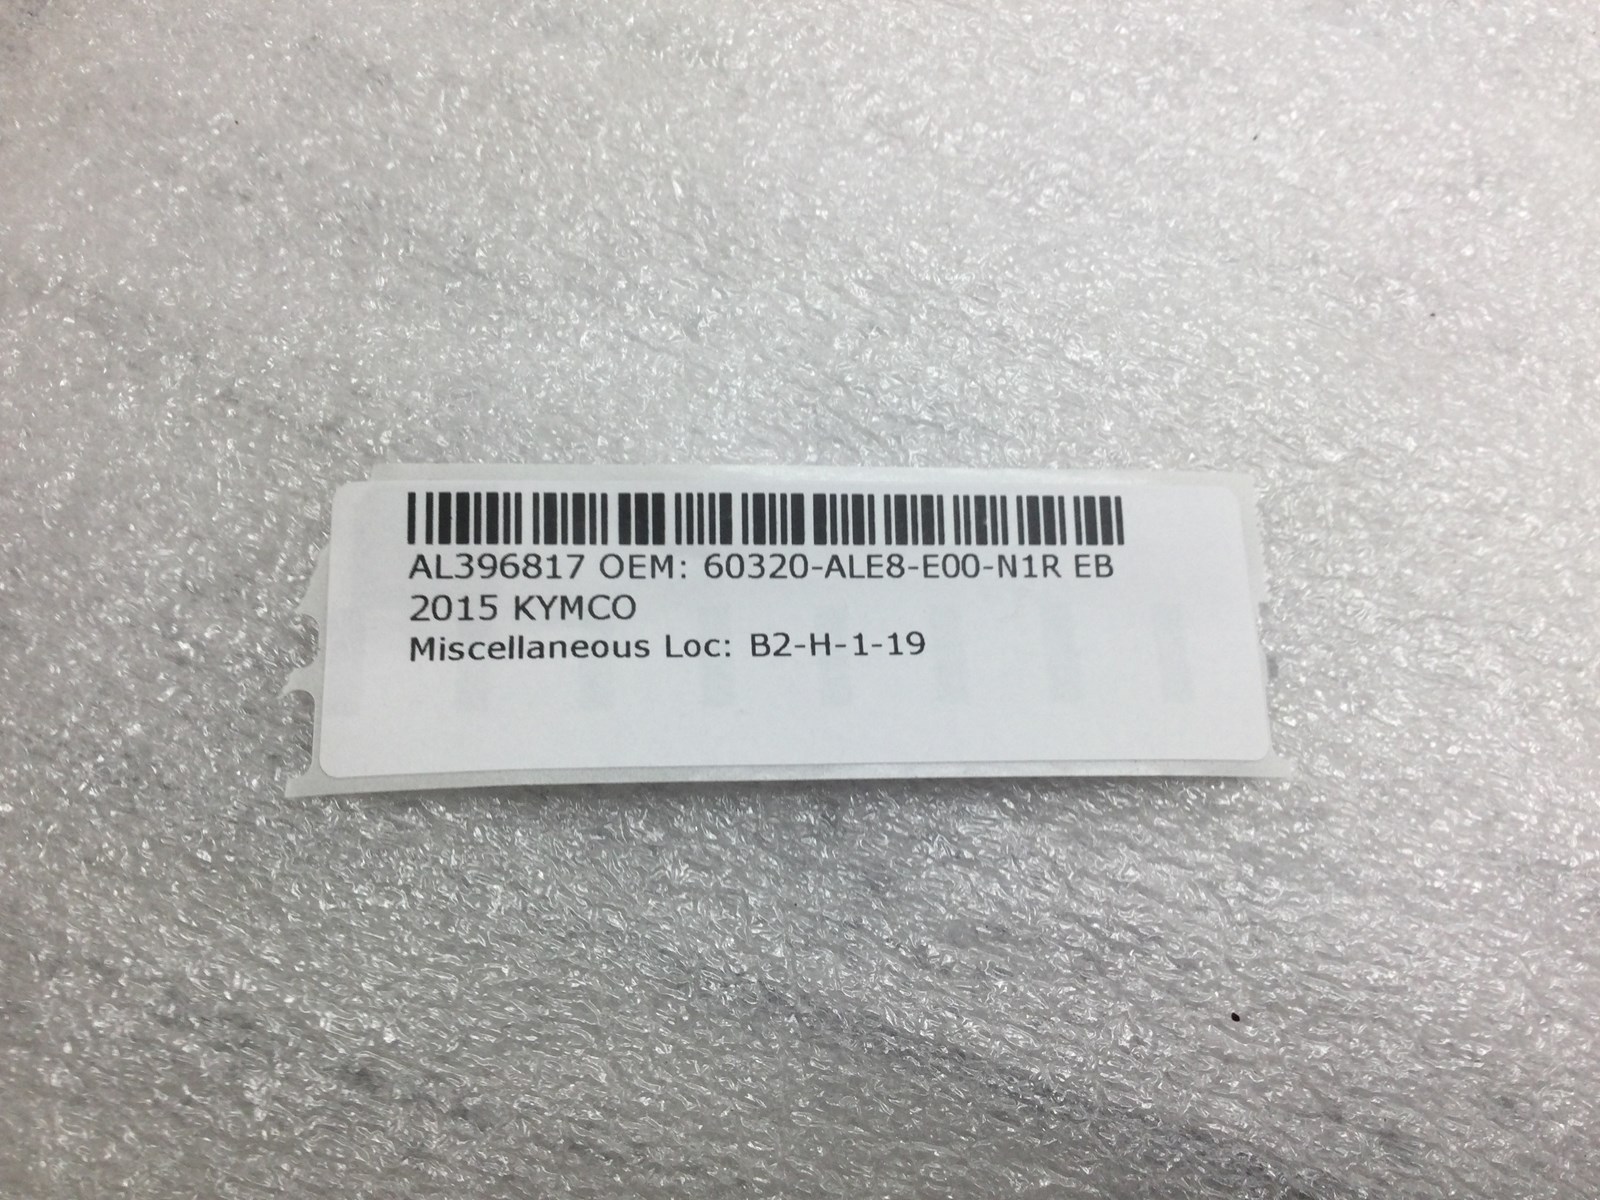 AL396817 OEM: 60320-ALE8-E00-N1R EB
2015 KYMCO
Miscellaneous Loc: B2-H-1-19